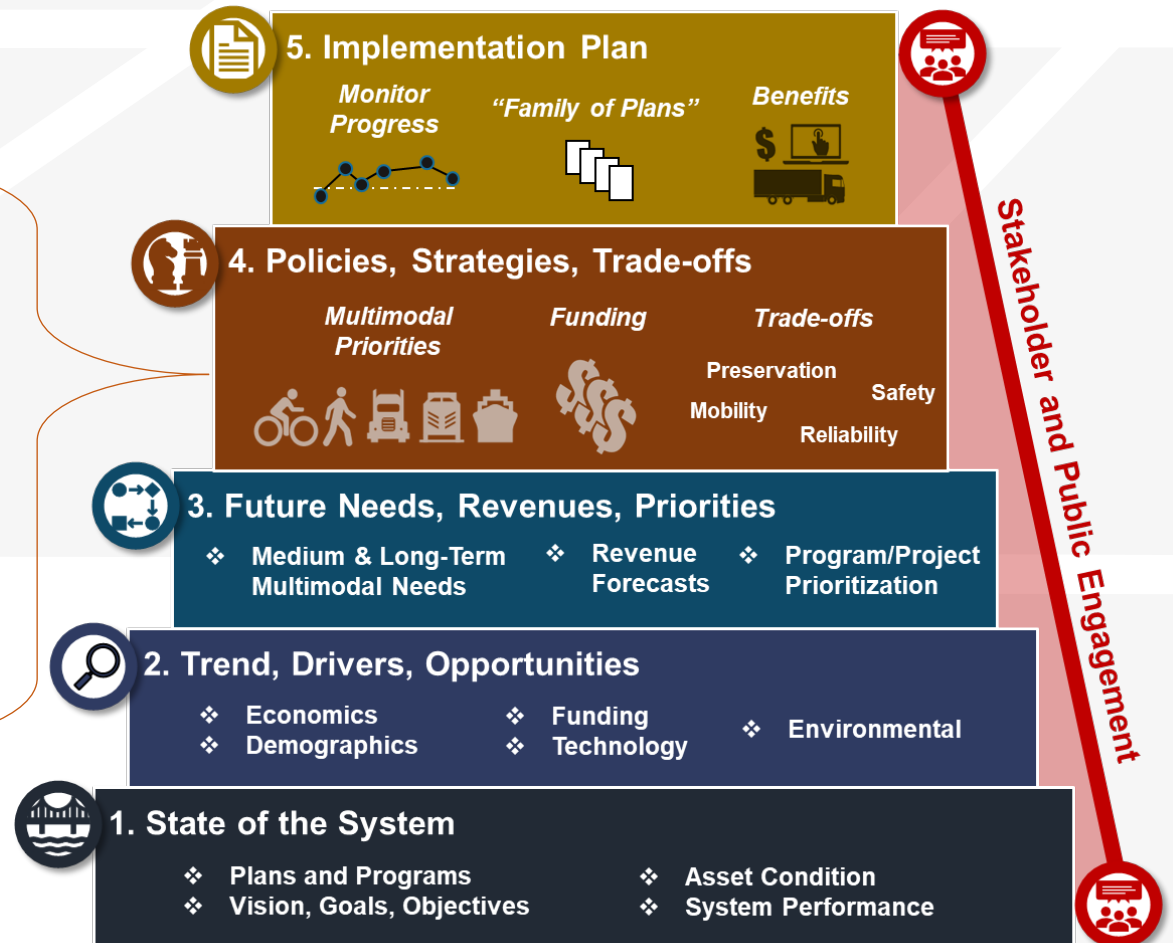 5. Implementation Plan
Monitor
Progress
“Family of Plans”
Benefits
$
4. Policies, Strategies, Trade-offs
Multimodal
Priorities
Funding
Trade-offs
$$$
Preservation
Safety
Mobility
Reliability
3. Future Needs, Revenues, Priorities
❖ Medium & Long-Term
Multimodal Needs
❖ Revenue
Forecasts
❖ Program/Project
Prioritization
2. Trend, Drivers, Opportunities
❖ Economics
❖ Demographics
❖ Funding
❖ Technology
❖ Environmental
1. State of the System
❖ Plans and Programs
❖ Vision, Goals, Objectives
❖ Asset Condition
❖ System Performance
Stakeholder and Public Engagement